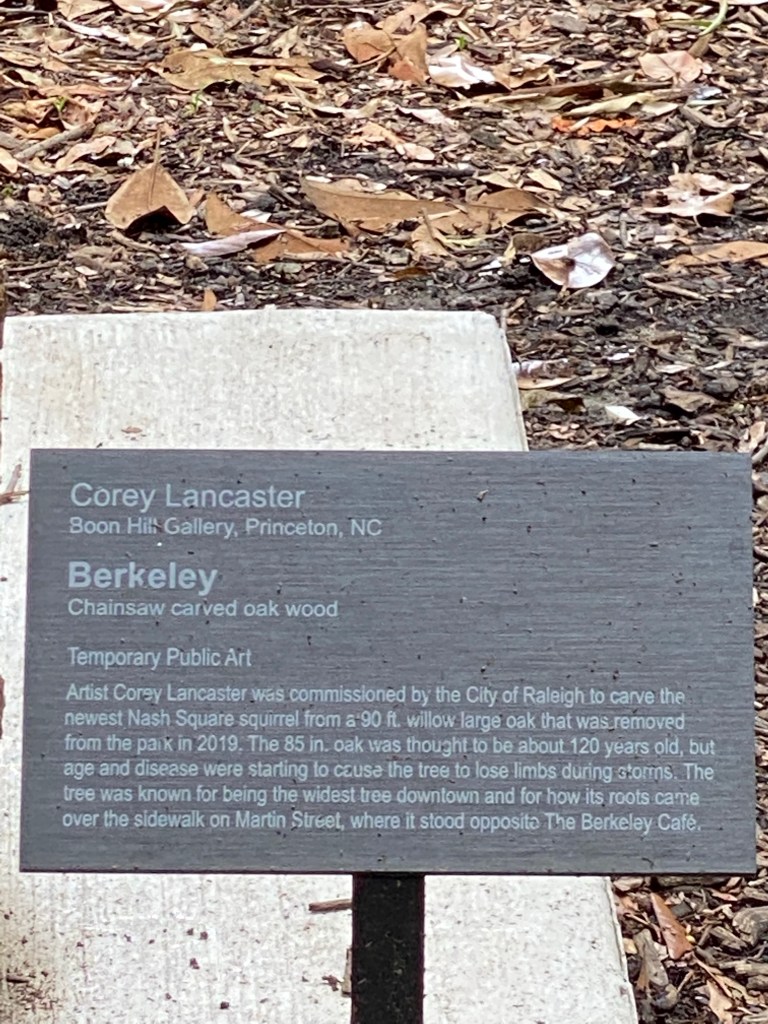 Corey Lancaster
Boon Hill Gallery, Princeton, NC
Berkeley
Chainsaw carved oak wood
Temporary Public Art
Artist Corey Lancaster was commissioned by the City of Raleigh to carve the
newest Nash Square squirrel from a 90 ft. willow large oak that was removed
from the park in 2019. The 85 in. oak was thought to be about 120 years old, but
age and disease were starting to cause the tree to lose limbs during storms. The
tree was known for being the widest tree downtown and for how its roots came
over the sidewalk on Martin Street, where it stood opposite The Berkeley Café.